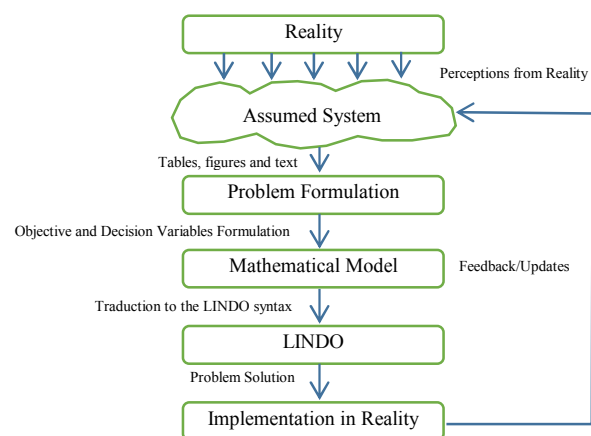 Reality
Perceptions from Reality
Assumed System
Tables, figures and text
Problem Formulation
Objective and Decision Variables Formulation
Mathematical Model
Feedback/Updates
Traduction to the LINDO syntax
LINDO
Problem Solution
Implementation in Reality